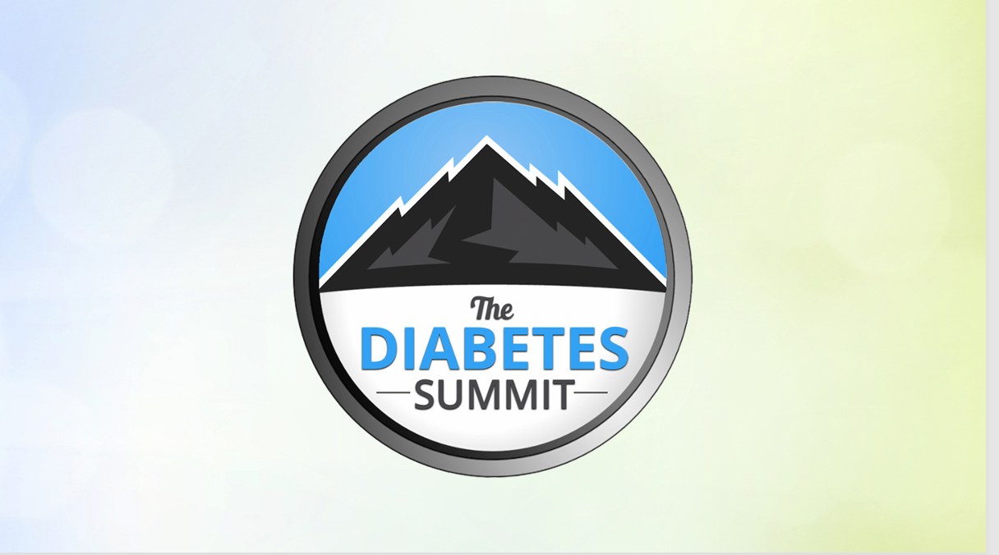 The
DIABETES
SUMMIT